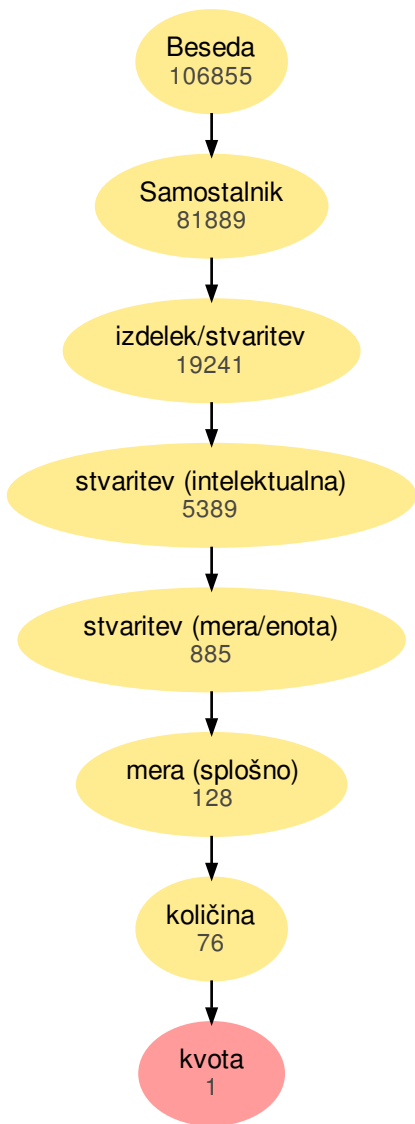 Beseda
106855
Samostalnik
81889
izdelek/stvaritev
19241
stvaritev (intelektualna)
5389
stvaritev (mera/enota)
885
mera (splošno)
128
količina
76
kvota
1